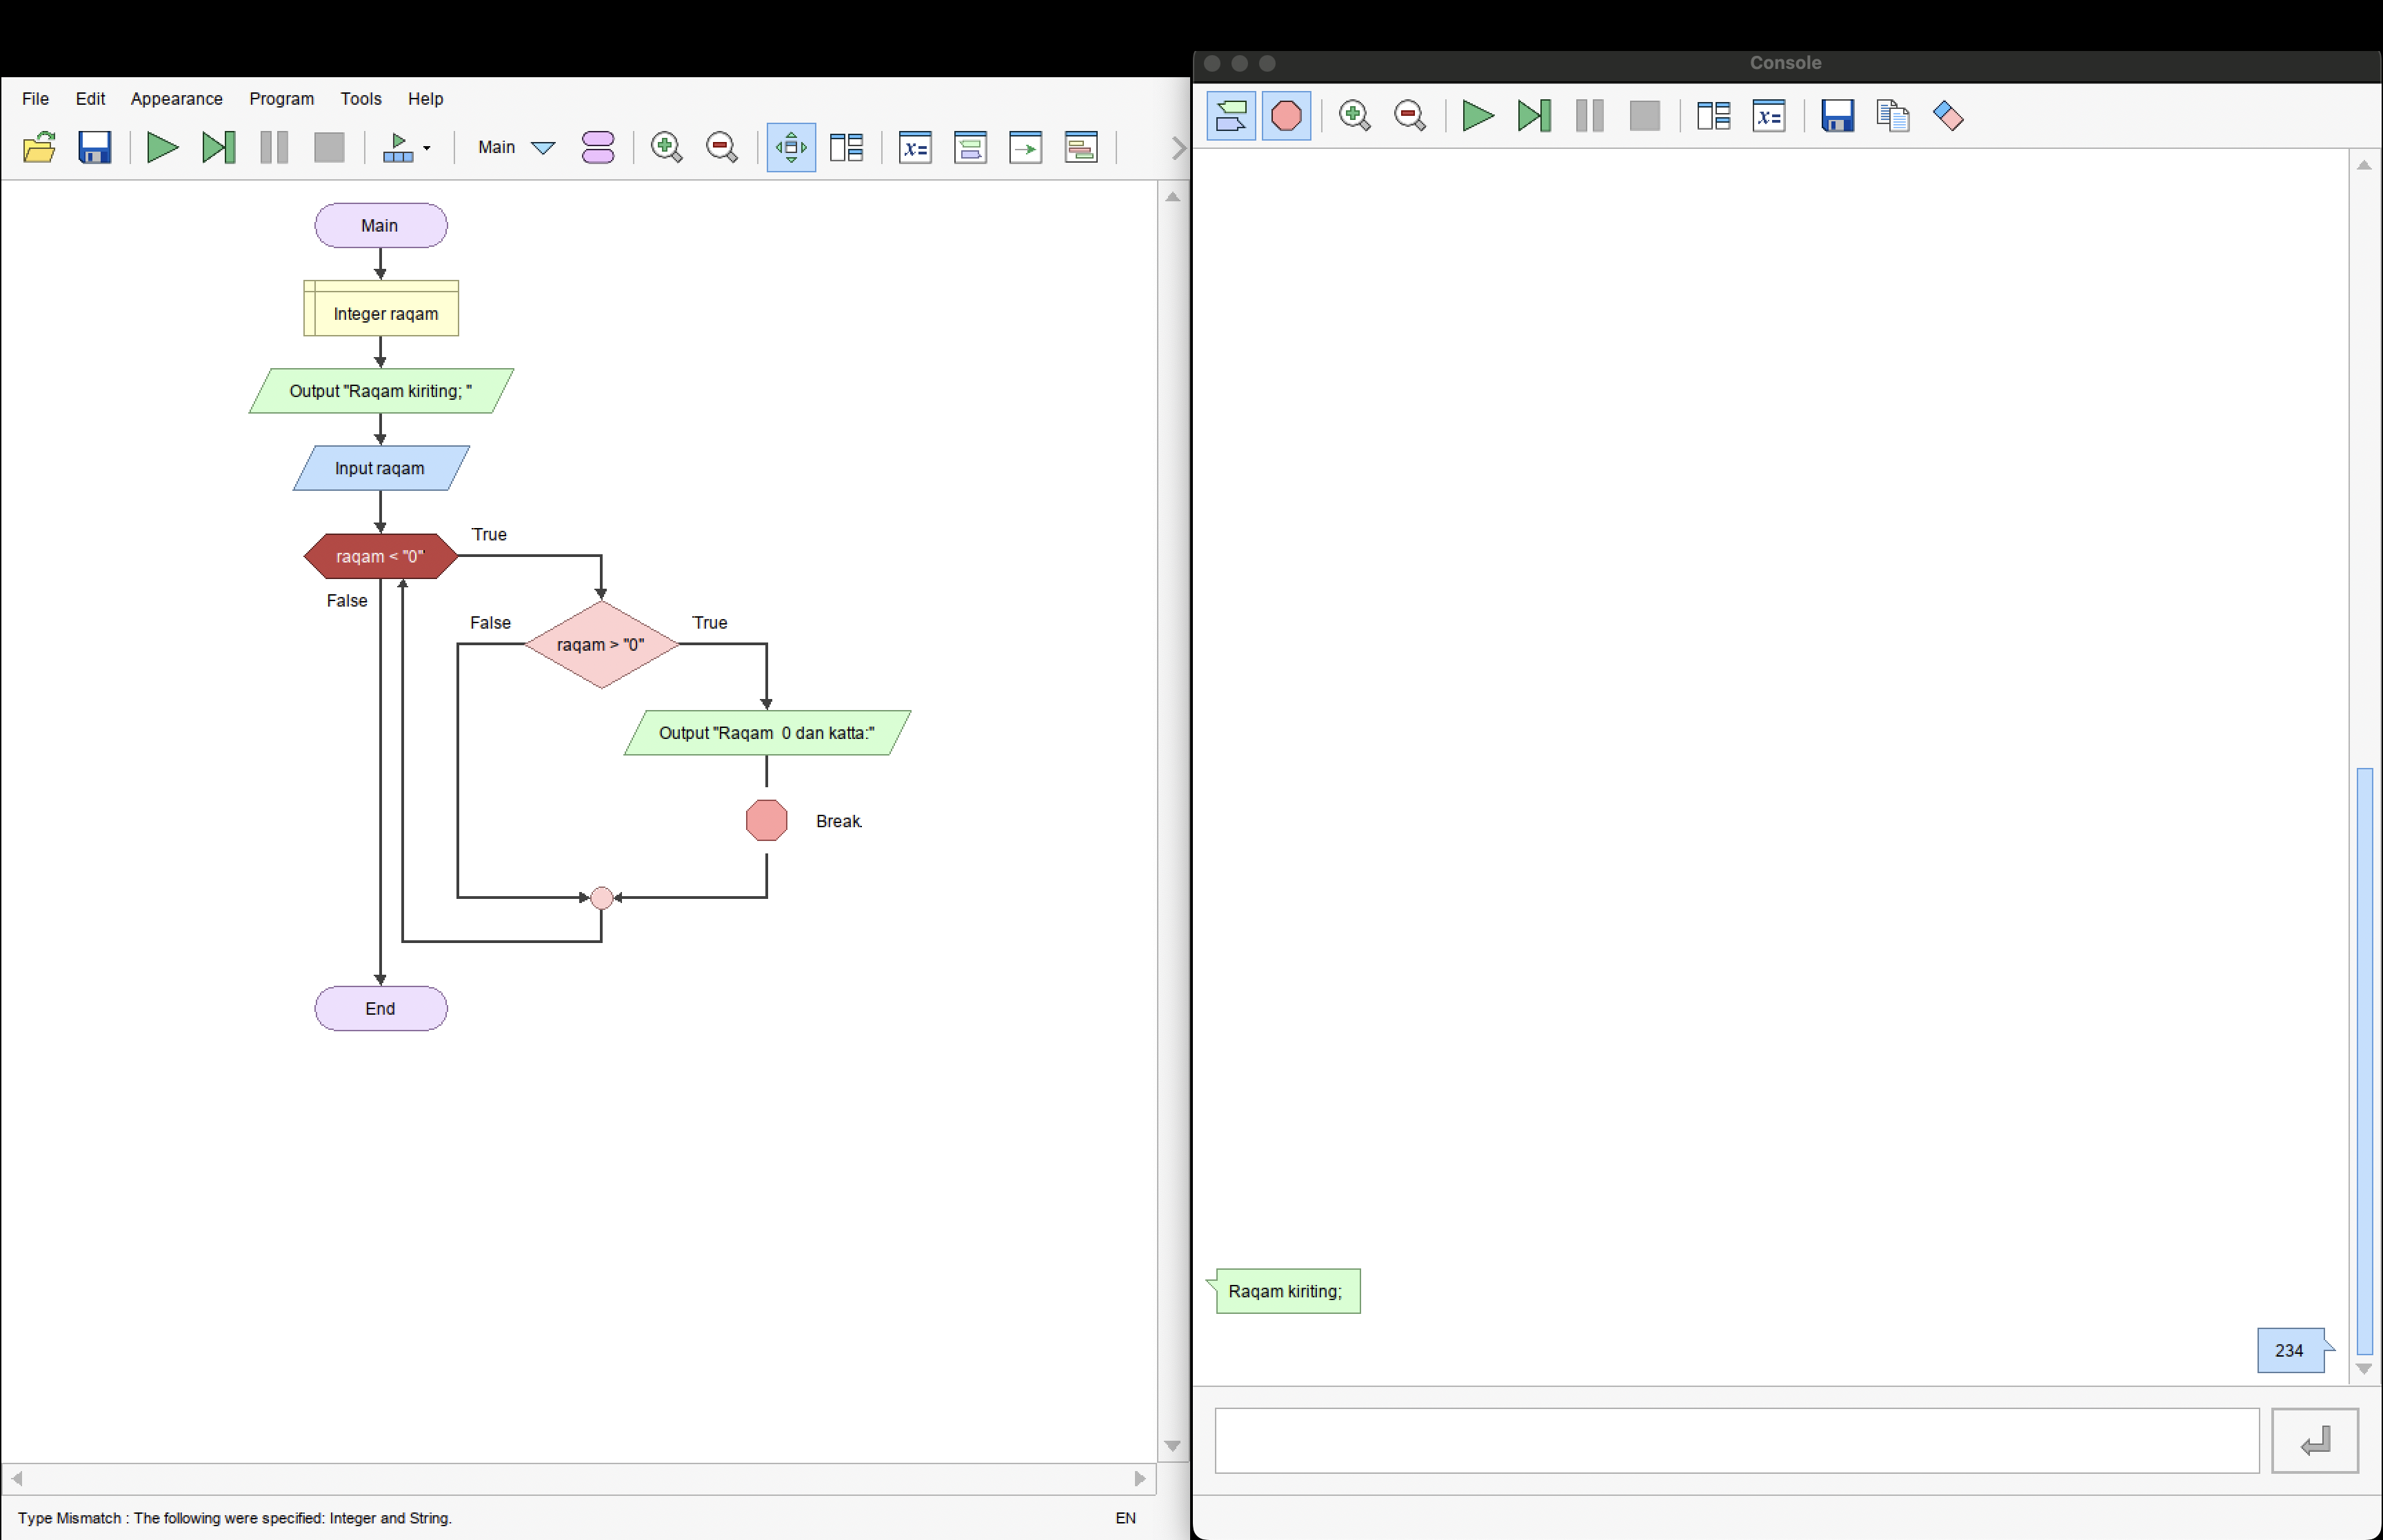 Console
File Edit Appearance Program Tools Help
Main
x=
x=
Main
Integer raqam
Output "Raqam kiriting; "
Input raqam
raqam < "0"
True
False
raqam > "0"
False
True
Output "Raqam  0 dan katta:"
Break.
End
Raqam kiriting;
234
Type Mismatch : The following were specified: Integer and String.
EN